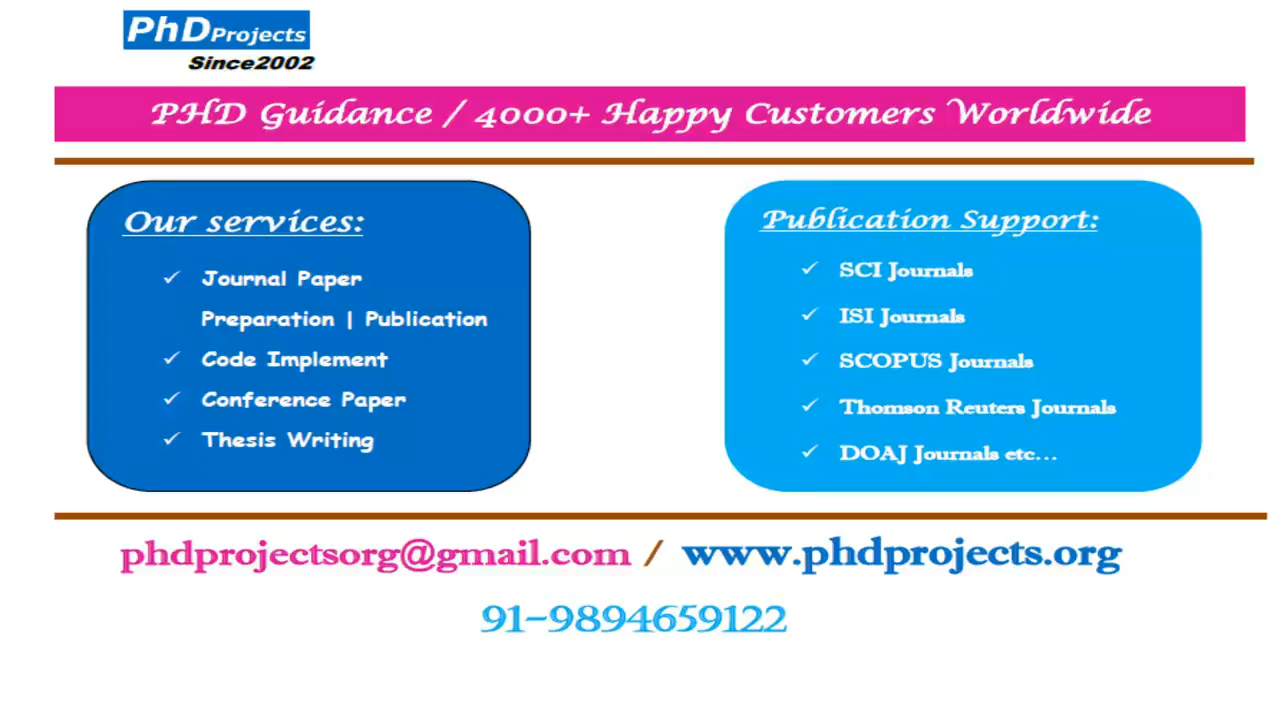 PhDProjects
Since2002
PHD Guidance / 4000+ Happy Customers Worldwide
Our services:
✓ Journal Paper
Preparation | Publication
✓ Code Implement
✓ Conference Paper
✓ Thesis Writing
Publication Support:
✓ SCI Journals
✓ ISI Journals
✓ SCOPUS Journals
✓ Thomson Reuters Journals
✓ DOAJ Journals etc...
phdprojectsorg@gmail.com / www.phdprojects.org
91-9894659122